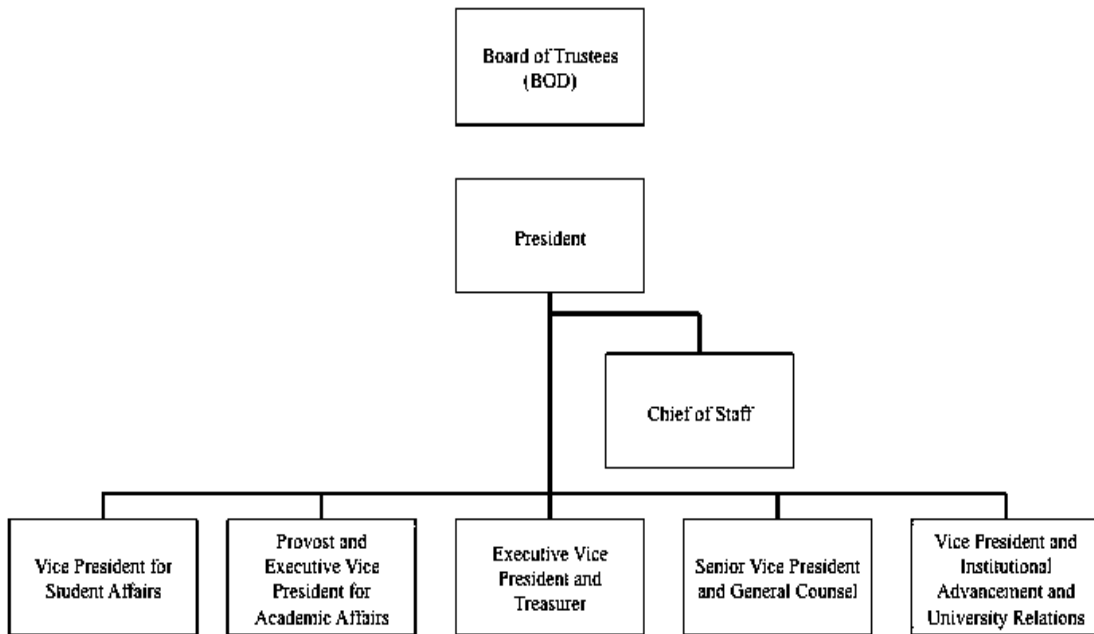 Board of Trustees
(BOD)
President
Chief of Staff
Vice President for
Student Affairs
Provost and
Executive Vice
President for
Academic Affairs
Executive Vice
President and
Treasurer
Senior Vice President
and General Counsel
Vice President and
Institutional
Advancement and
University Relations